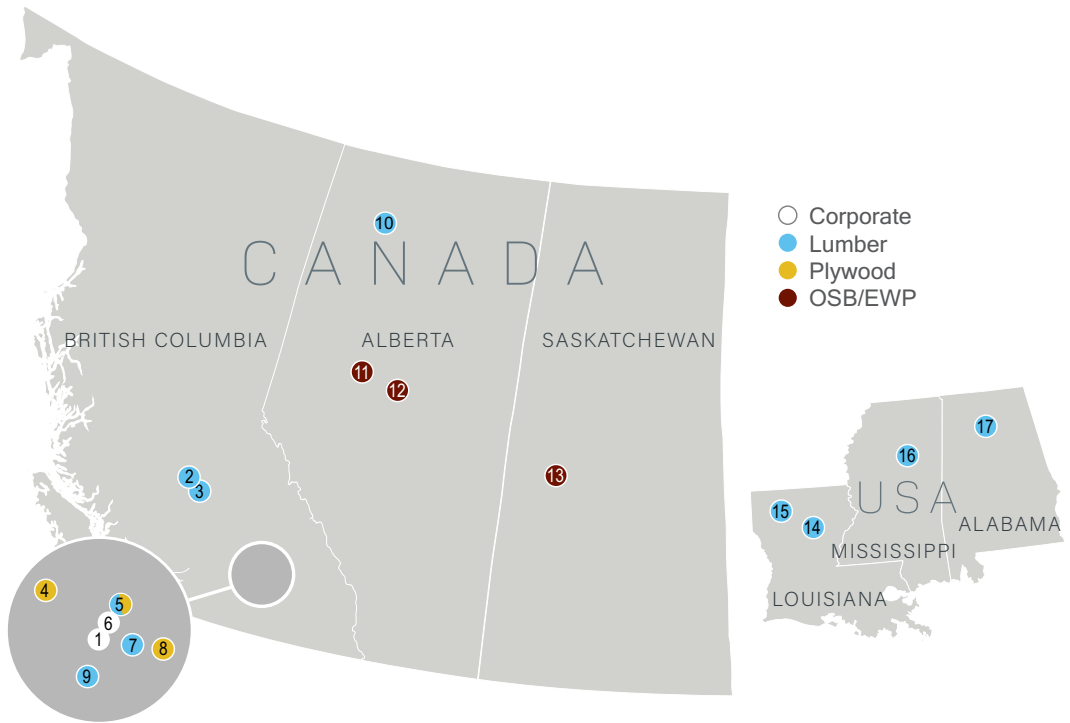 10
Corporate
Lumber
Plywood
OSB/EWP
CANADA
BRITISH COLUMBIA
ALBERTA
SASKATCHEWAN
11
12
17
16
2
3
13
USA
15
14
ALABAMA
MISSISSIPPI
LOUISIANA
4
5
6
1
7
8
9